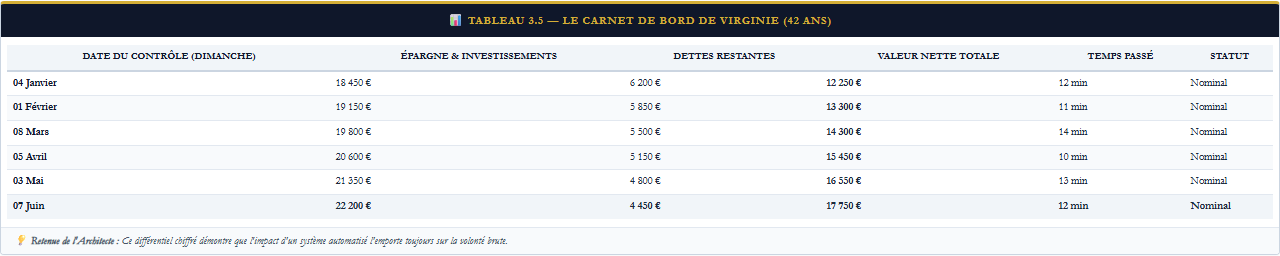 TABLEAU 3.5 — LE CARNET DE BORD DE VIRGINIE (42 ANS)
DATE DU CONTRÔLE (DIMANCHE) ÉPARGNE & INVESTISSEMENTS DETTES RESTANTES VALEUR NETTE TOTALE TEMPS PASSÉ STATUT
04 Janvier 18 450 € 6 200 € 12 250 € 12 min Nominal
01 Février 19 150 € 5 850 € 13 300 € 11 min Nominal
08 Mars 19 800 € 5 500 € 14 300 € 14 min Nominal
05 Avril 20 600 € 5 150 € 15 450 € 10 min Nominal
03 Mai 21 350 € 4 800 € 16 550 € 13 min Nominal
07 Juin 22 200 € 4 450 € 17 750 € 12 min Nominal
Retenue de l'Architecte : Ce différentiel chiffré démontre que l'impact d'un système automatisé l'emporte toujours sur la volonté brute.